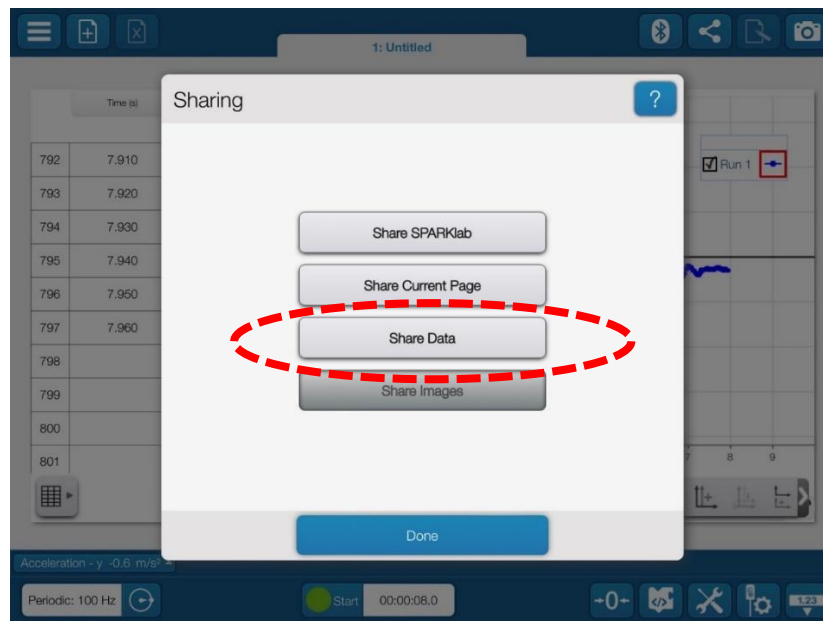 1: Untitled
Sharing
?
Time (s)
792 7.910
793 7.920
794 7.930
795 7.940
796 7.950
797 7.960
798
799
800
801
Share SPARKlab
Share Current Page
Share Data
Share Images
Done
Run 1
7 8 9
Acceleration - y -0.6 m/s²
Periodic: 100 Hz
Start 00:00:08.0
-0-
1.23